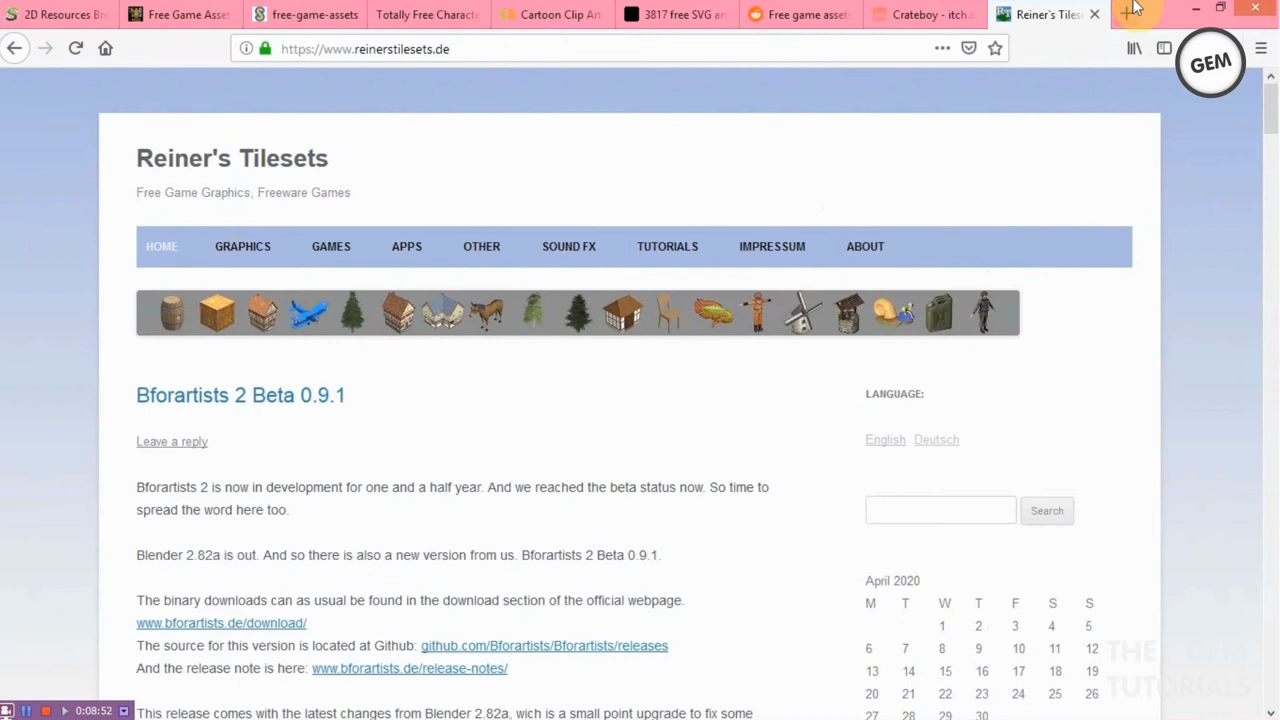 2D Resources Br
Free Game Asset
free-game-assets
Totally Free Characte
Cartoon Clip Art
3817 free SVG an
Free game assets
Crateboy - itch.i
Reiner's Tiles
https://www.reinerstilesets.de
GEM
Reiner's Tilesets
Free Game Graphics, Freeware Games
HOME GRAPHICS GAMES APPS OTHER SOUND FX TUTORIALS IMPRESSUM ABOUT
Bforartists 2 Beta 0.9.1
Leave a reply
Bforartists 2 is now in development for one and a half year. And we reached the beta status now. So time to
spread the word here too.
Blender 2.82a is out. And so there is also a new version from us. Bforartists 2 Beta 0.9.1.
The binary downloads can as usual be found in the download section of the official webpage.
www.bforartists.de/download/
The source for this version is located at Github: github.com/Bforartists/Bforartists/releases
And the release note is here: www.bforartists.de/release-notes/
This release comes with the latest changes from Blender 2.82a, wich is a small point upgrade to fix some
LANGUAGE:
English Deutsch
Search
April 2020
M T W T F S S
1 2 3 4 5
6 7 8 9 10 11 12
13 14 15 16 17 18 19
20 21 22 23 24 25 26
27 28 29 30
THE
TUTORIALS
0:08:52